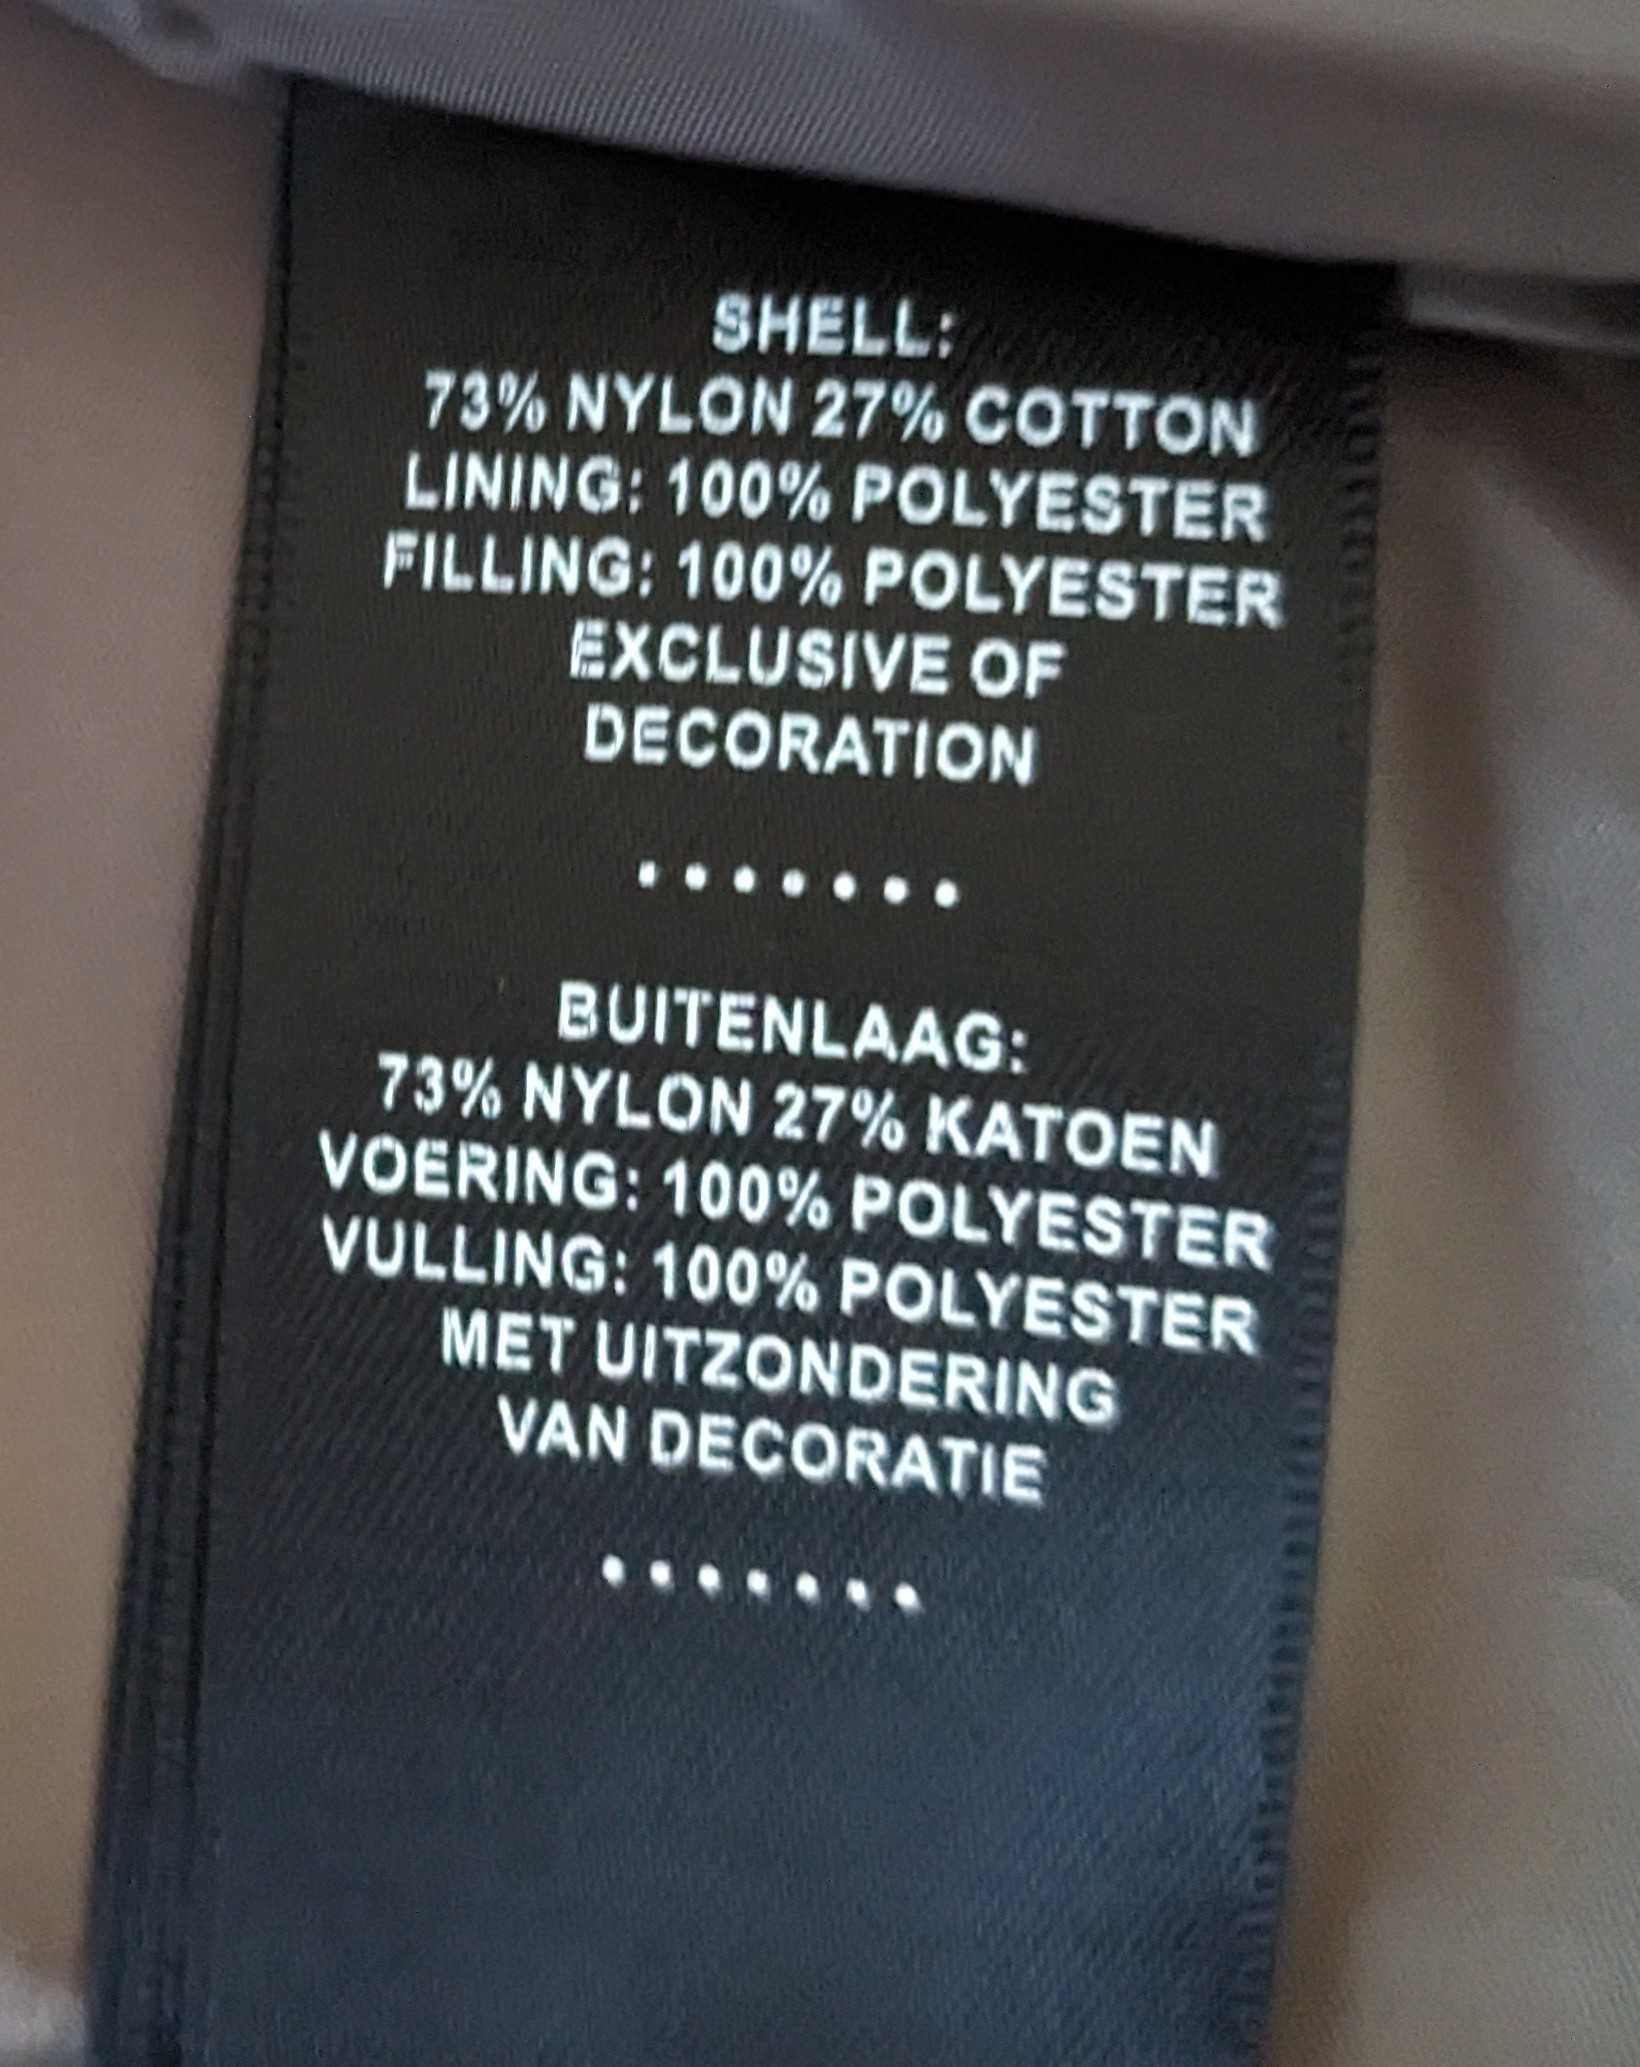 SHELL:
73% NYLON 27% COTTON
LINING: 100% POLYESTER
FILLING: 100% POLYESTER
EXCLUSIVE OF
DECORATION
.......
BUITENLAAG:
73% NYLON 27% KATOEN
VOERING: 100% POLYESTER
VULLING: 100% POLYESTER
MET UITZONDERING
VAN DECORATIE
.......